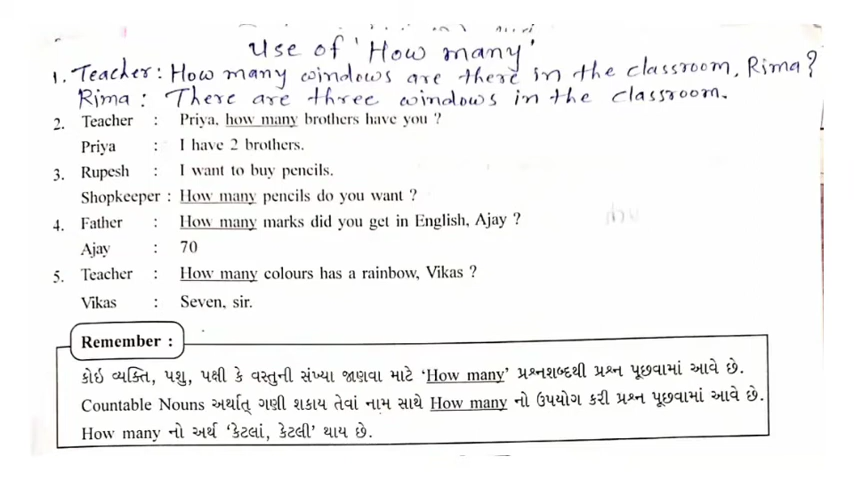 Use of 'How many'
1. Teacher: How many windows are there in the classroom, Rima?
Rima: There are three windows in the classroom.
2. Teacher : Priya, how many brothers have you ?
Priya : I have 2 brothers.
3. Rupesh : I want to buy pencils.
Shopkeeper : How many pencils do you want ?
4. Father : How many marks did you get in English, Ajay ?
Ajay : 70
5. Teacher : How many colours has a rainbow, Vikas ?
Vikas : Seven, sir.
Remember :
કોઇ વ્યક્તિ, પશુ, પક્ષી કે વસ્તુની સંખ્યા જાણવા માટે 'How many' પ્રશ્નશબ્દથી પ્રશ્ન પૂછવામાં આવે છે.
Countable Nouns અર્થાત્ ગણી શકાય તેવાં નામ સાથે How many નો ઉપયોગ કરી પ્રશ્ન પૂછવામાં આવે છે.
How many નો અર્થ 'કેટલાં, કેટલી' થાય છે.